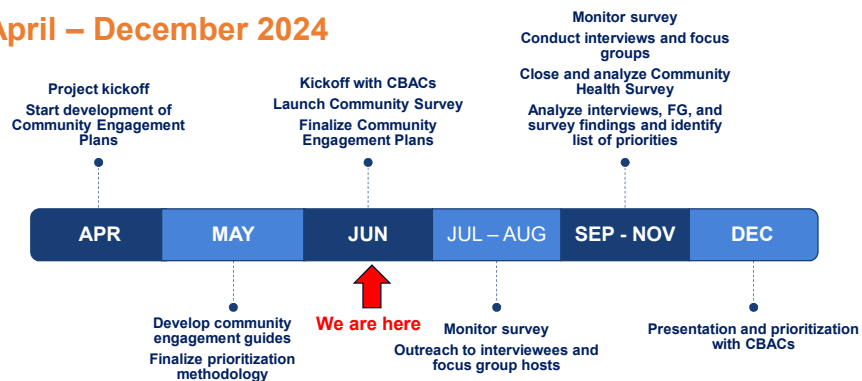 April – December 2024
Project kickoff
Start development of
Community Engagement
Plans
Kickoff with CBACs
Launch Community Survey
Finalize Community
Engagement Plans
Monitor survey
Conduct interviews and focus
groups
Close and analyze Community
Health Survey
Analyze interviews, FG, and
survey findings and identify
list of priorities
APR
MAY
JUN
JUL – AUG
SEP - NOV
DEC
Develop community
engagement guides
Finalize prioritization
methodology
We are here
Monitor survey
Outreach to interviewees and
focus group hosts
Presentation and prioritization
with CBACs